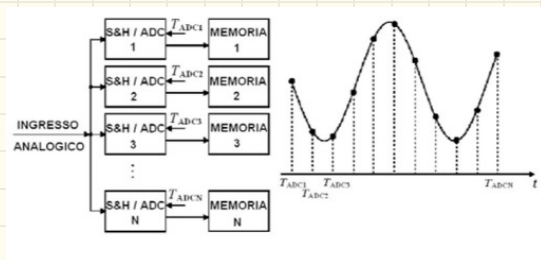 S&H / ADC
1
T_ADC1
MEMORIA
1
S&H / ADC
2
T_ADC2
MEMORIA
2
INGRESSO
ANALOGICO
S&H / ADC
3
T_ADC3
MEMORIA
3
⋮
S&H / ADC
N
T_ADCN
MEMORIA
N
T_ADC1
T_ADC2
T_ADC3
T_ADCN
t